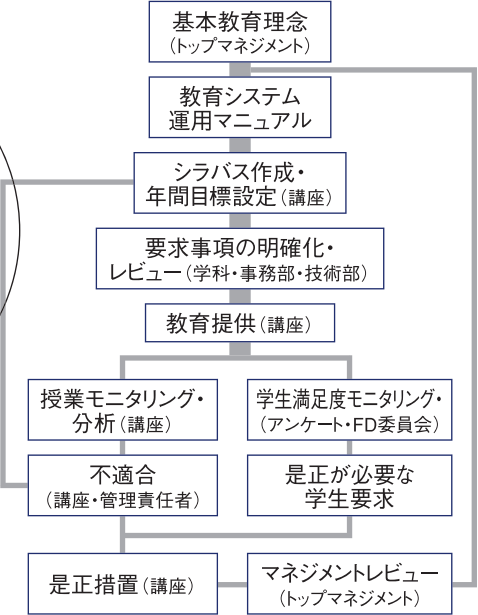 基本教育理念
(トップマネジメント)
教育システム
運用マニュアル
シラバス作成・
年間目標設定(講座)
要求事項の明確化・
レビュー(学科・事務部・技術部)
教育提供(講座)
授業モニタリング・
分析(講座)
学生満足度モニタリング・
(アンケート・FD委員会)
不適合
(講座・管理責任者)
是正が必要な
学生要求
是正措置(講座)
マネジメントレビュー
(トップマネジメント)